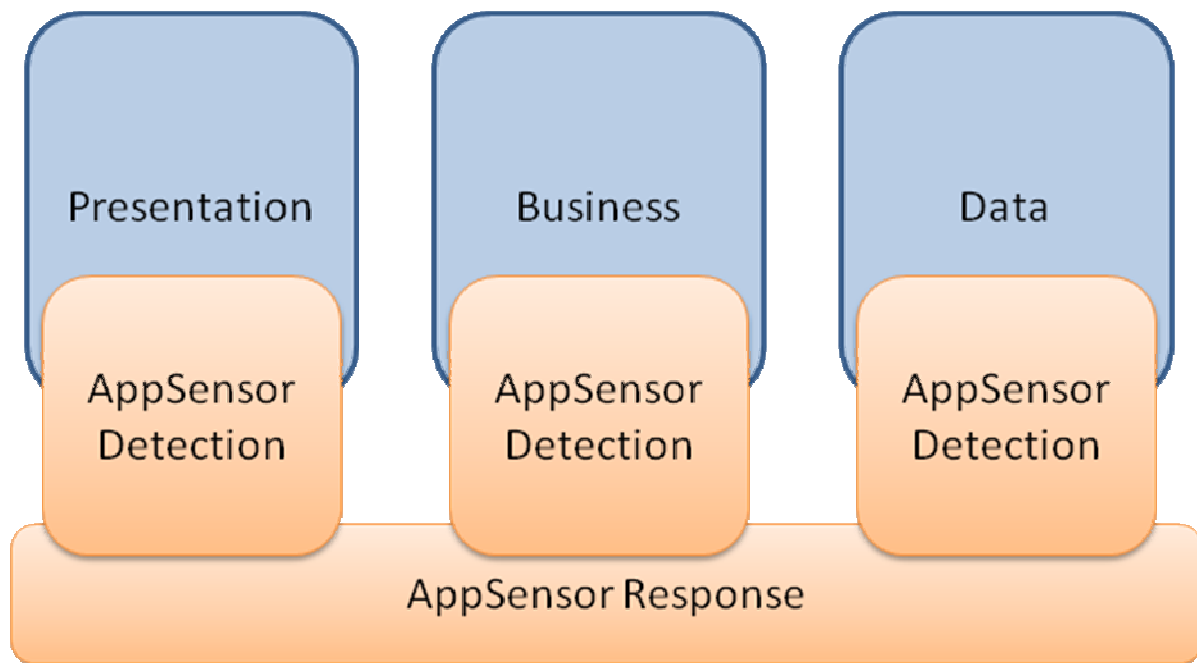 Presentation
Business
Data
AppSensor
Detection
AppSensor
Detection
AppSensor
Detection
AppSensor Response